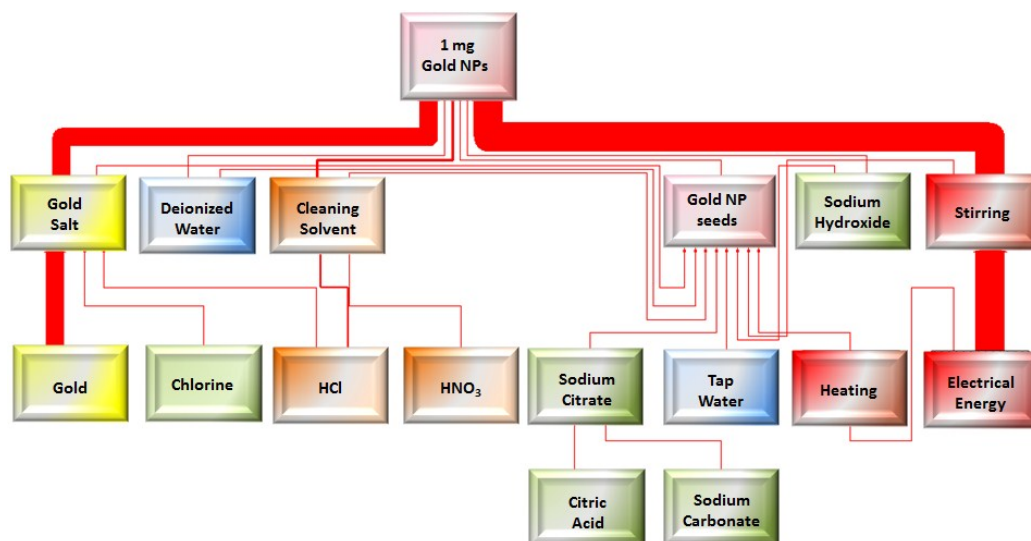 1 mg
Gold NPs
Gold
Salt
Deionized
Water
Cleaning
Solvent
Gold NP
seeds
Sodium
Hydroxide
Stirring
Gold
Chlorine
HCl
HNO₃
Sodium
Citrate
Tap
Water
Heating
Electrical
Energy
Citric
Acid
Sodium
Carbonate